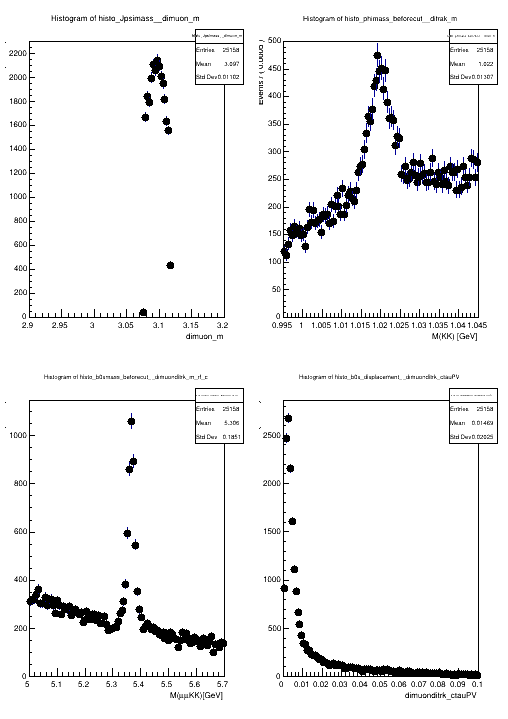 Histogram of histo_Jpsimass__dimuon_m
Entries 25158
Mean 3.097
Std Dev 0.01102
2200
2000
1800
1600
1400
1200
1000
800
600
400
200
0
2.9 2.95 3 3.05 3.1 3.15 3.2
dimuon_m
Histogram of histo_phimass_beforecut__ditrak_m
Entries 25158
Mean 1.022
Std Dev 0.01307
500
450
400
350
300
250
200
150
100
50
0
0.995 1 1.005 1.01 1.015 1.02 1.025 1.03 1.035 1.04 1.045
M(KK) [GeV]
Histogram of histo_b0smass_beforecut__dimuonditrk_m_rf_c
Entries 25158
Mean 5.306
Std Dev 0.1851
1000
800
600
400
200
0
5 5.1 5.2 5.3 5.4 5.5 5.6 5.7
M(μμKK)[GeV]
Histogram of histo_b0s_displacement__dimuonditrk_ctauPV
Entries 25158
Mean 0.01469
Std Dev 0.02025
2500
2000
1500
1000
500
0
0 0.01 0.02 0.03 0.04 0.05 0.06 0.07 0.08 0.09 0.1
dimuonditrk_ctauPV